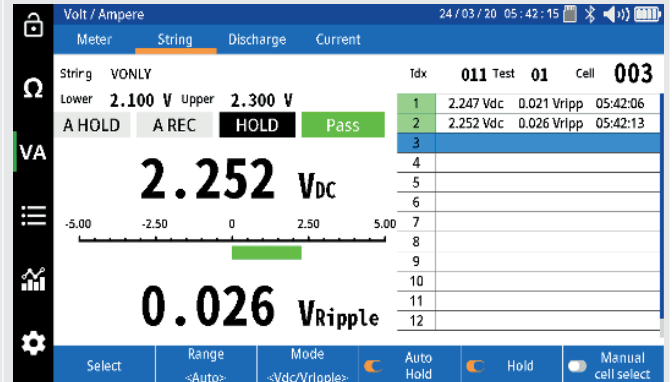 Volt / Ampere 24/03/20 05:42:15
Meter String Discharge Current
String VONLY
Lower 2.100 V Upper 2.300 V
A HOLD A REC HOLD Pass
2.252 VDC
-5.00 -2.50 0 2.50 5.00
0.026 VRipple
Idx 011 Test 01 Cell 003
1 2.247 Vdc 0.021 Vripp 05:42:06
2 2.252 Vdc 0.026 Vripp 05:42:13
3
4
5
6
7
8
9
10
11
12
Ω
VA
Select
Range
<Auto>
Mode
<Vdc/Vripple>
Auto
Hold
Hold
Manual
cell select